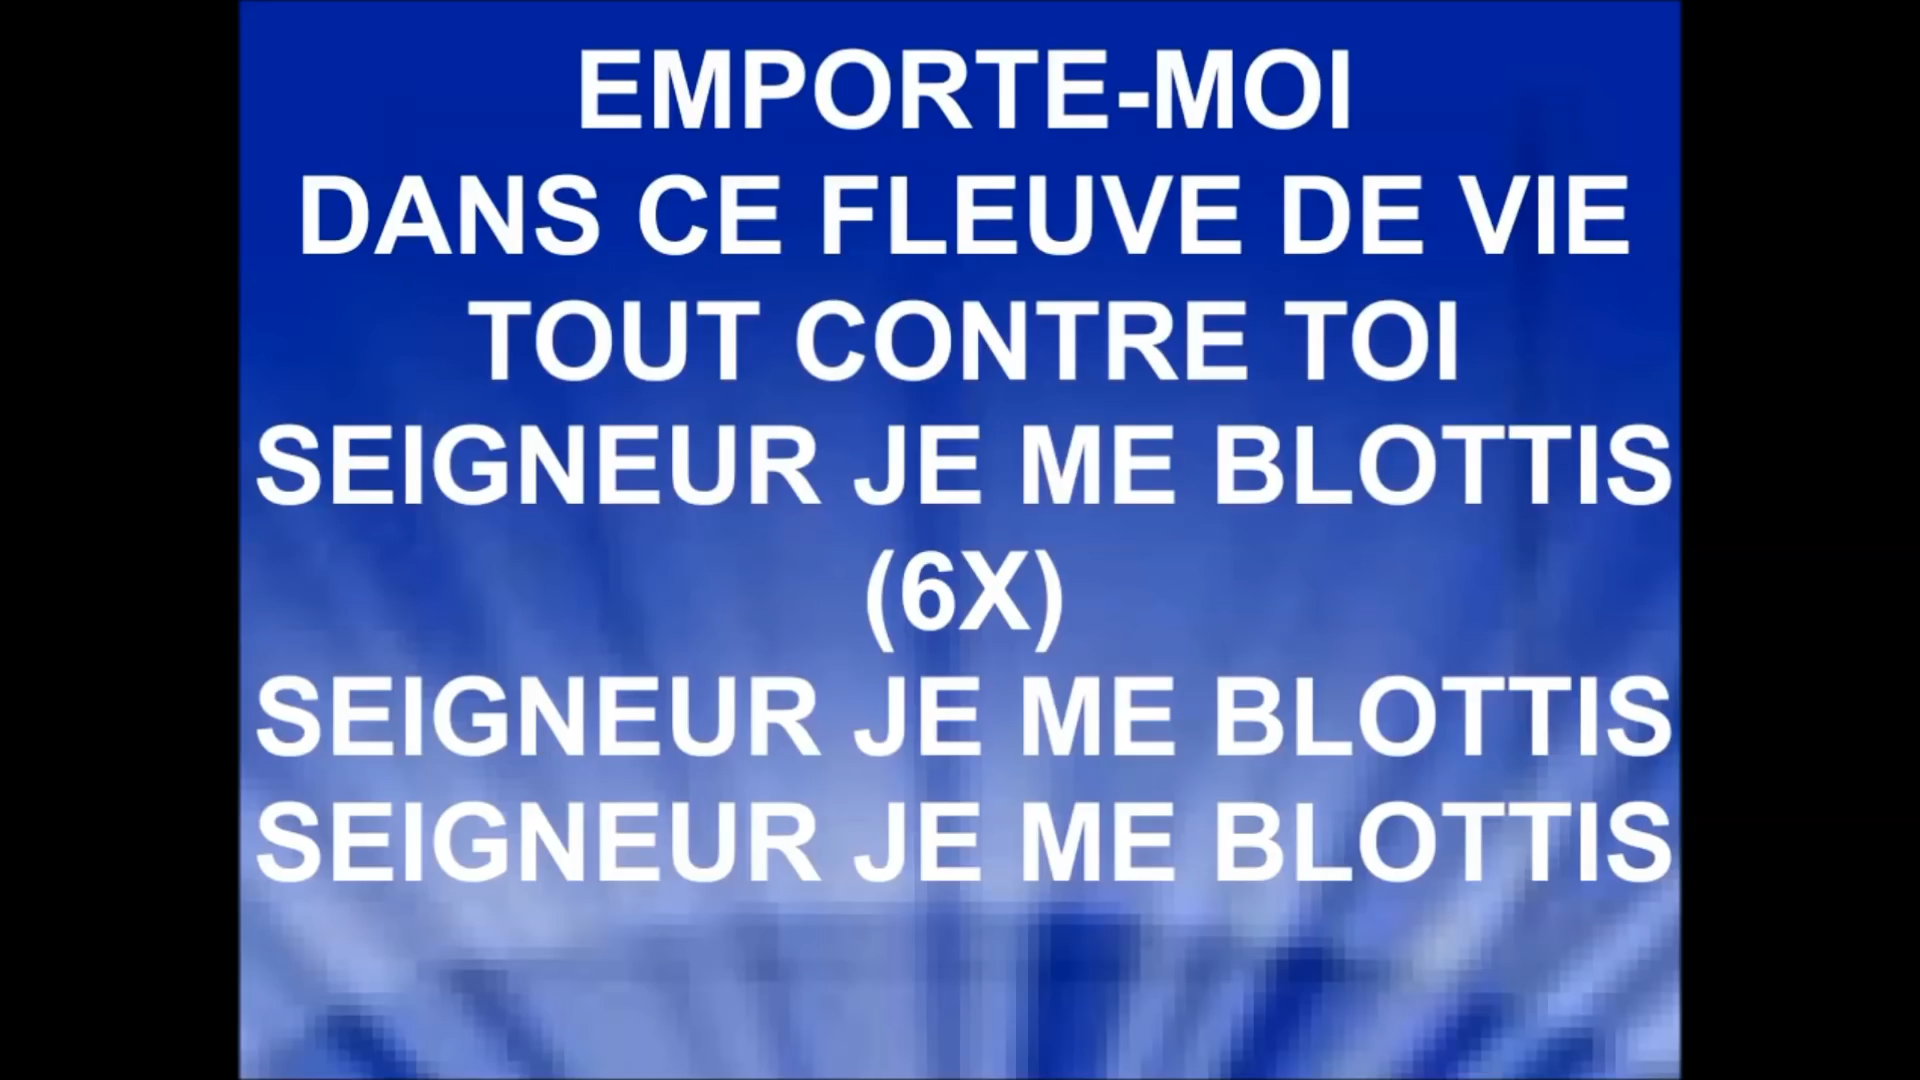 EMPORTE-MOI
DANS CE FLEUVE DE VIE
TOUT CONTRE TOI
SEIGNEUR JE ME BLOTTIS
(6X)
SEIGNEUR JE ME BLOTTIS
SEIGNEUR JE ME BLOTTIS